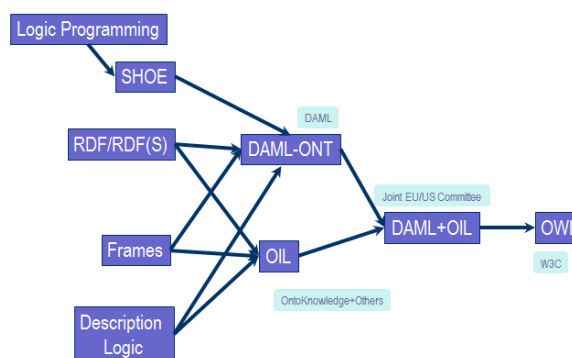 Logic Programming
SHOE
DAML
RDF/RDF(S)
DAML-ONT
Joint EU/US Committee
DAML+OIL
Frames
OIL
W3C
OntoKnowledge+Others
Description
Logic